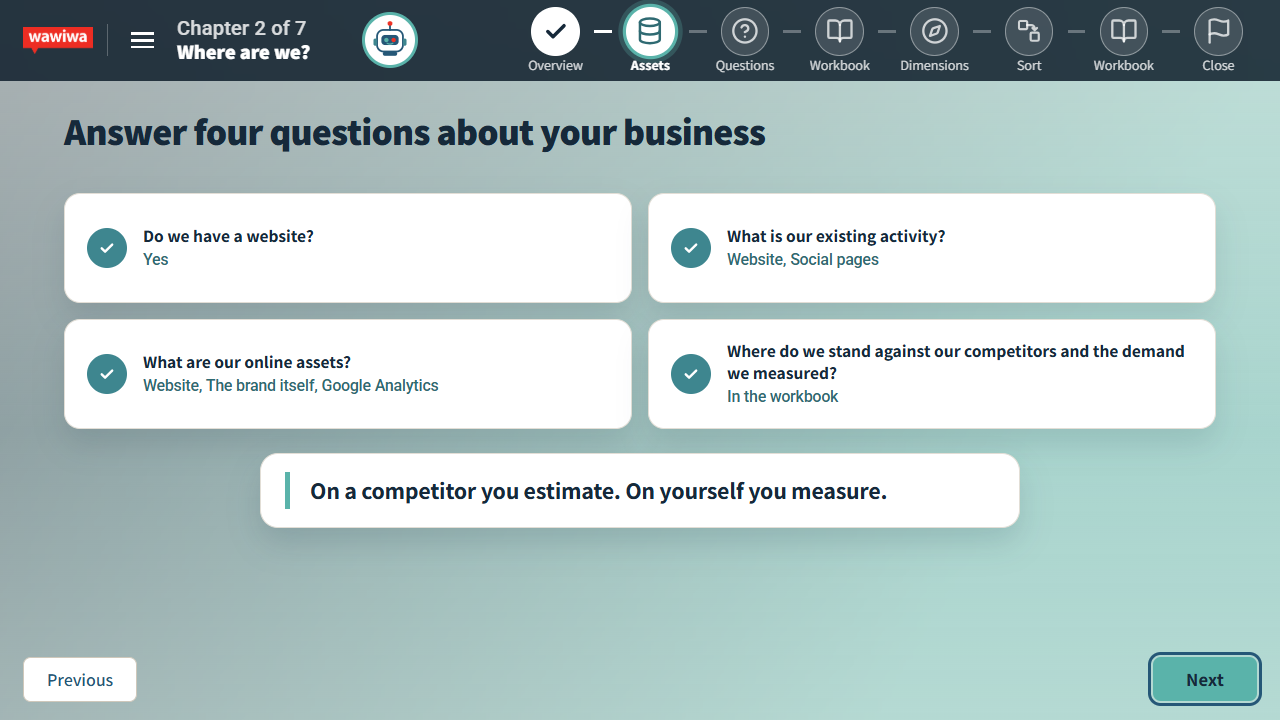 wawiwa
Chapter 2 of 7
Where are we?
Overview
Assets
Questions
Workbook
Dimensions
Sort
Workbook
Close
Answer four questions about your business
Do we have a website?
Yes
What is our existing activity?
Website, Social pages
What are our online assets?
Website, The brand itself, Google Analytics
Where do we stand against our competitors and the demand
we measured?
In the workbook
On a competitor you estimate. On yourself you measure.
Previous
Next